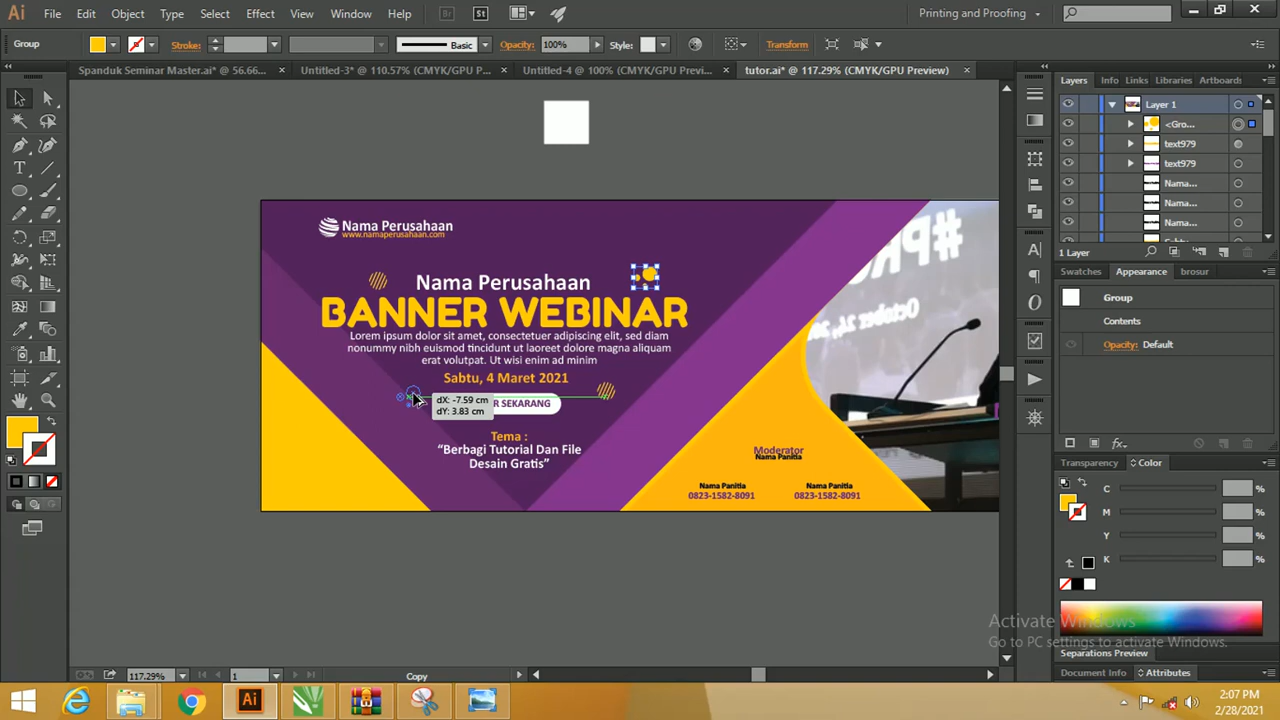 Ai File Edit Object Type Select Effect View Window Help Br St Printing and Proofing
Group Stroke: Basic Opacity: 100% Style: Transform
Spanduk Seminar Master.ai* @ 56.66... × Untitled-3* @ 110.57% (CMYK/GPU P... × Untitled-4 @ 100% (CMYK/GPU Previ... × tutor.ai* @ 117.29% (CMYK/GPU Preview) ×
Layers Info Links Libraries Artboards
Layer 1
<Gro...
text979
text979
Nama...
Nama...
Nama...
1 Layer
Swatches Appearance brosur
Group
Contents
Opacity: Default
Transparency Color
C %
M %
Y %
K %
Separations Preview
Document Info Attributes
Nama Perusahaan
www.namaperusahaan.com
Nama Perusahaan
BANNER WEBINAR
Lorem ipsum dolor sit amet, consectetuer adipiscing elit, sed diam
nonummy nibh euismod tincidunt ut laoreet dolore magna aliquam
erat volutpat. Ut wisi enim ad minim
Sabtu, 4 Maret 2021
R SEKARANG
dX: -7.59 cm
dY: 3.83 cm
Tema :
“Berbagi Tutorial Dan File
Desain Gratis”
Moderator
Nama Panitia
Nama Panitia Nama Panitia
0823-1582-8091 0823-1582-8091
Activate Windows
Go to PC settings to activate Windows.
117.29% 1 Copy
Ai
2:07 PM
2/28/2021